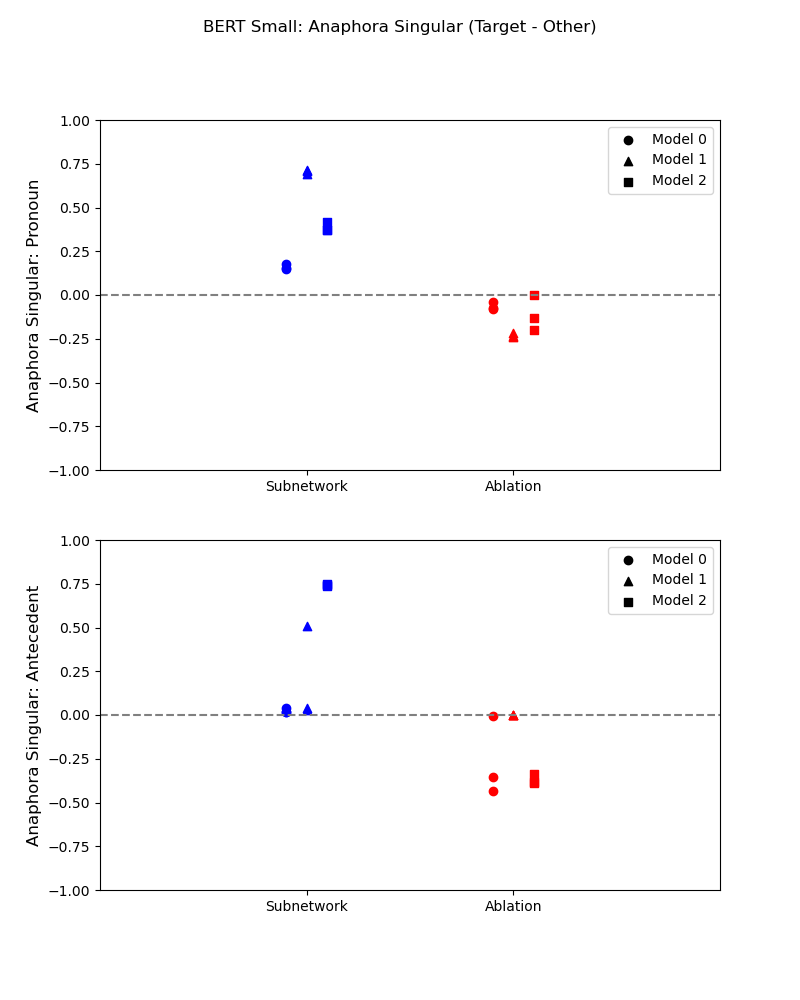 BERT Small: Anaphora Singular (Target - Other)
Anaphora Singular: Pronoun
1.00
0.75
0.50
0.25
0.00
−0.25
−0.50
−0.75
−1.00
Subnetwork
Ablation
Model 0
Model 1
Model 2
Anaphora Singular: Antecedent
1.00
0.75
0.50
0.25
0.00
−0.25
−0.50
−0.75
−1.00
Subnetwork
Ablation
Model 0
Model 1
Model 2